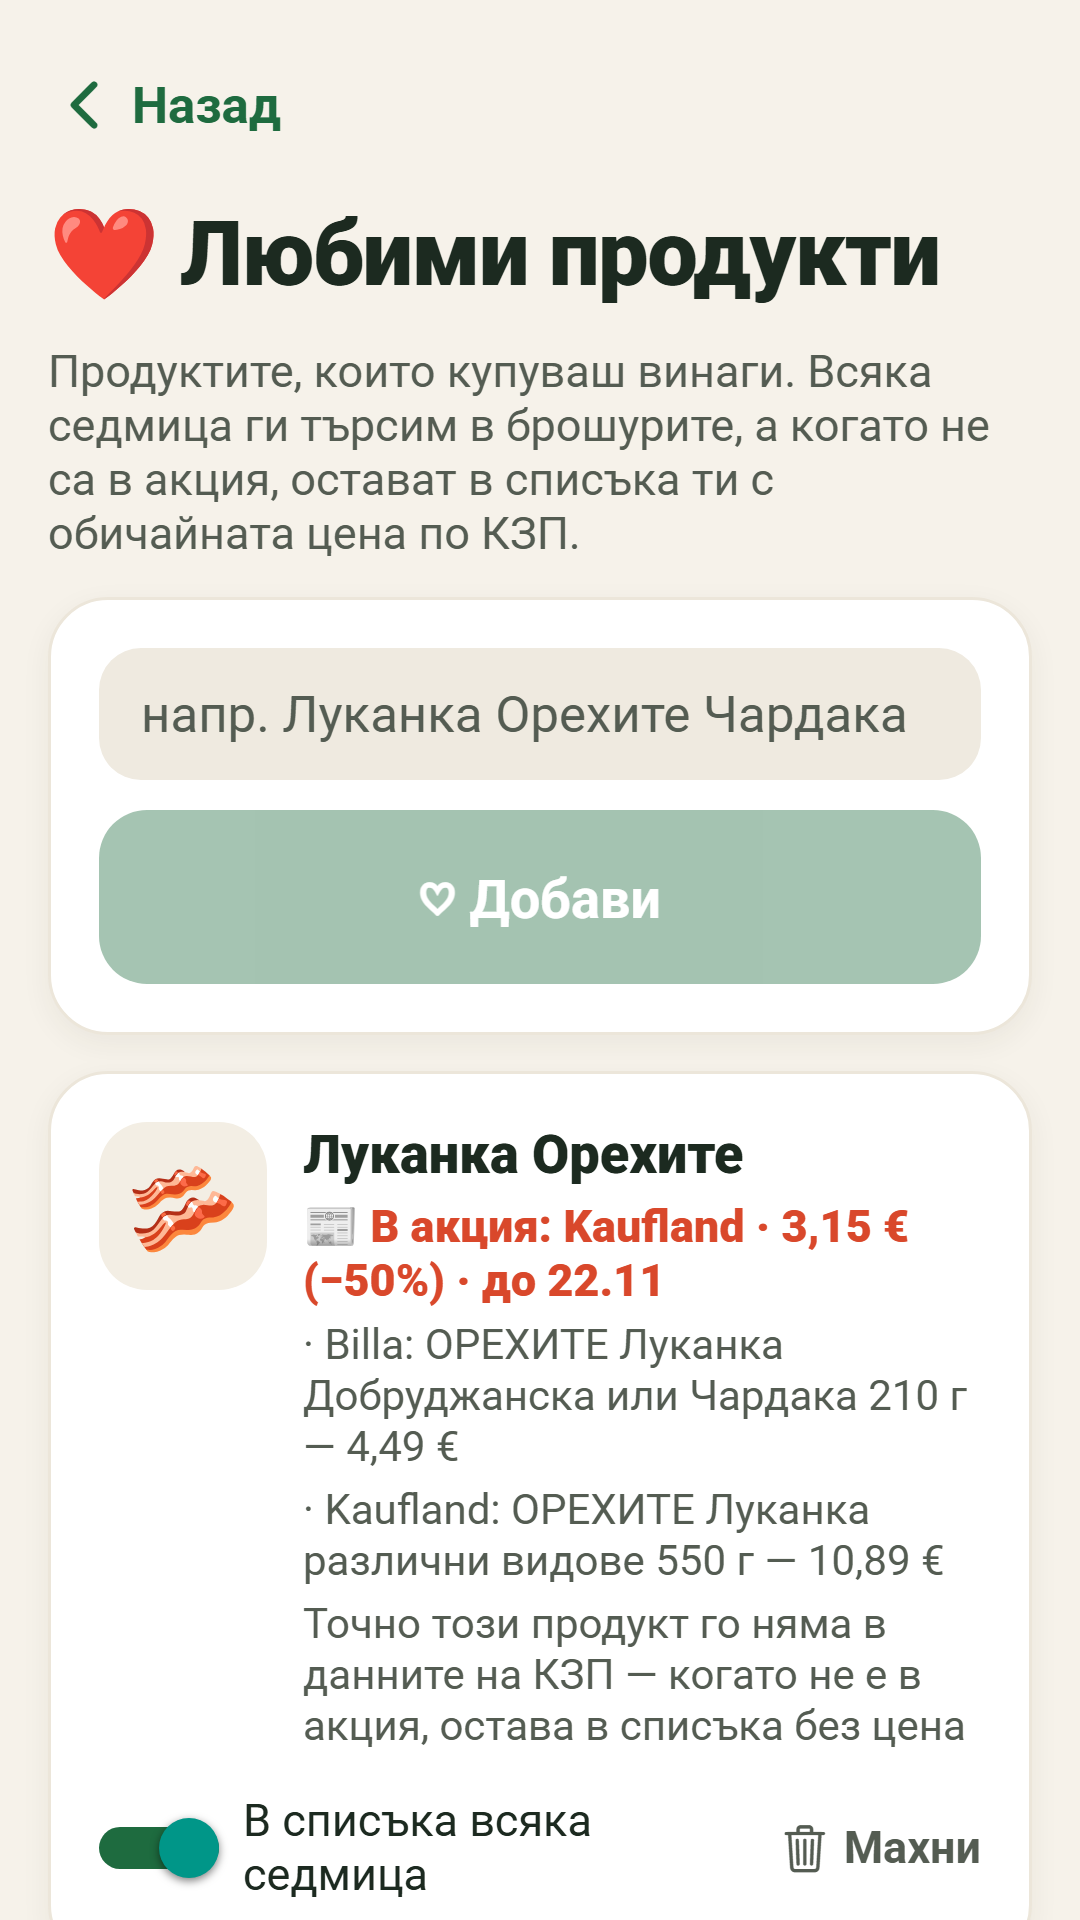 Назад
❤️ Любими продукти
Продуктите, които купуваш винаги. Всяка
седмица ги търсим в брошурите, а когато не
са в акция, остават в списъка ти с
обичайната цена по КЗП.
напр. Луканка Орехите Чардака
♡ Добави
Луканка Орехите
📰 В акция: Kaufland · 3,15 €
(−50%) · до 22.11
· Billa: ОРЕХИТЕ Луканка
Добруджанска или Чардака 210 г
— 4,49 €
· Kaufland: ОРЕХИТЕ Луканка
различни видове 550 г — 10,89 €
Точно този продукт го няма в
данните на КЗП — когато не е в
акция, остава в списъка без цена
В списъка всяка
седмица
Махни